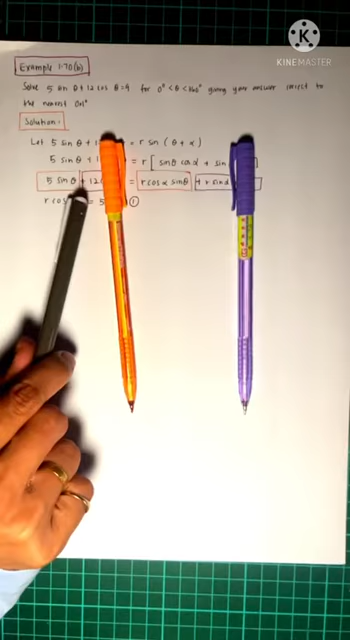 K
KINEMASTER
Example 1.70(b)
Solve 5 sin θ + 12 cos θ = 9 for 0° < θ < 360° giving your answer correct to
the nearest 0.1°
Solution:
Let 5 sin θ + 1 = r sin (θ + α)
5 sin θ + 1 = r [ sin θ cos α + sin
5 sin θ + 12 = r cos α sin θ + r sin α
r cos = 5 ①